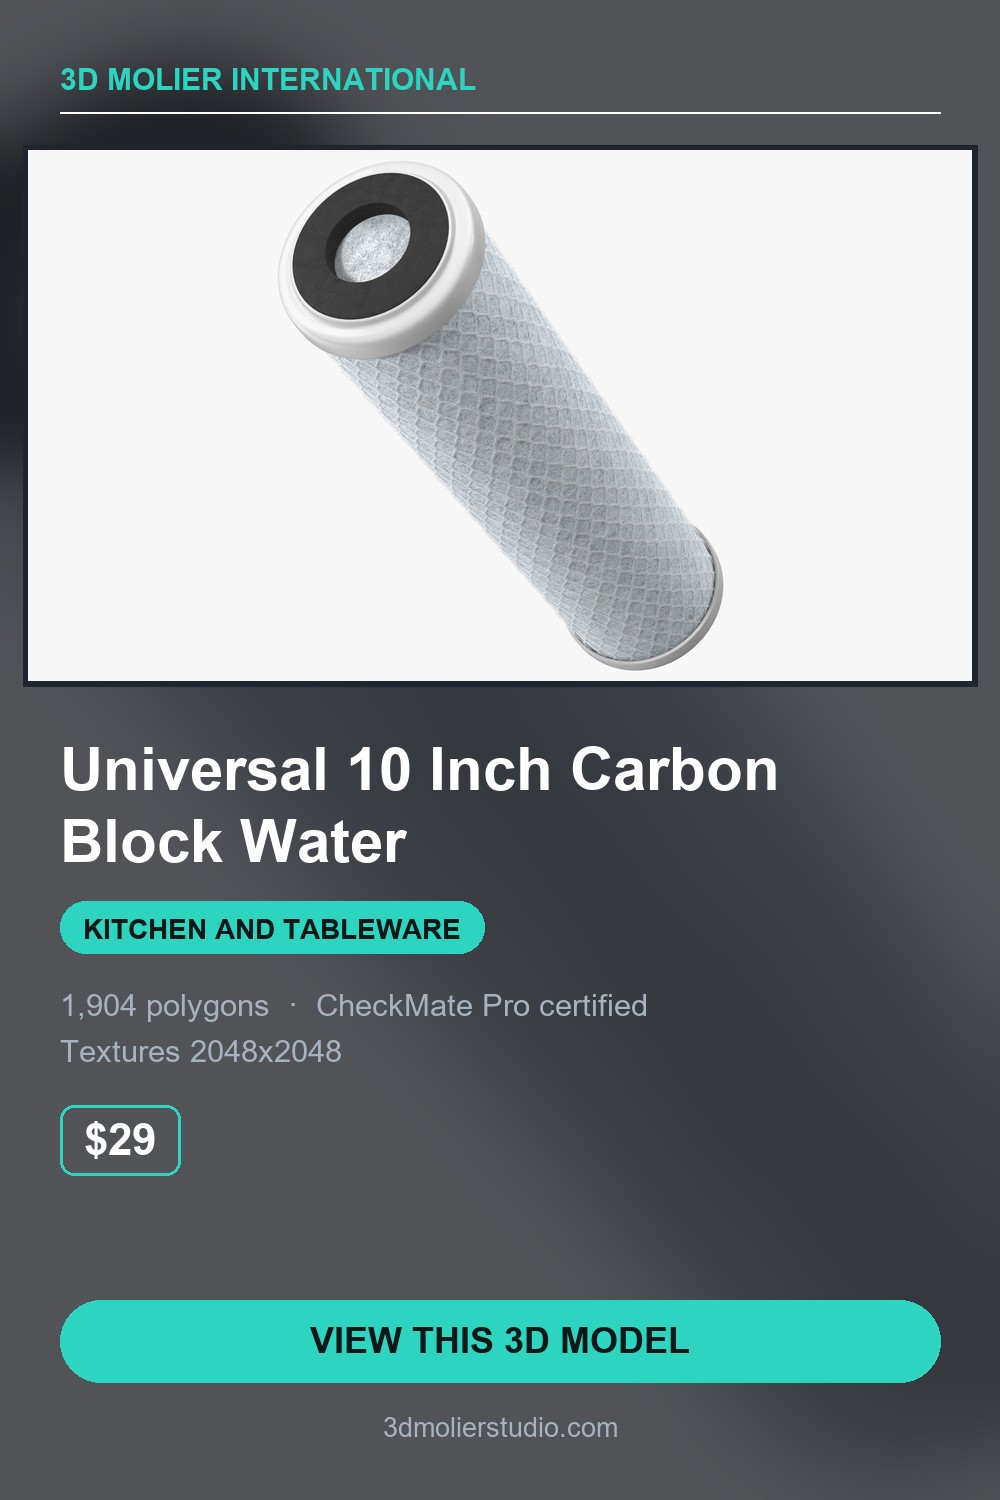 3D MOLIER INTERNATIONAL
Universal 10 Inch Carbon
Block Water
KITCHEN AND TABLEWARE
1,904 polygons · CheckMate Pro certified
Textures 2048x2048
$29
VIEW THIS 3D MODEL
3dmolierstudio.com